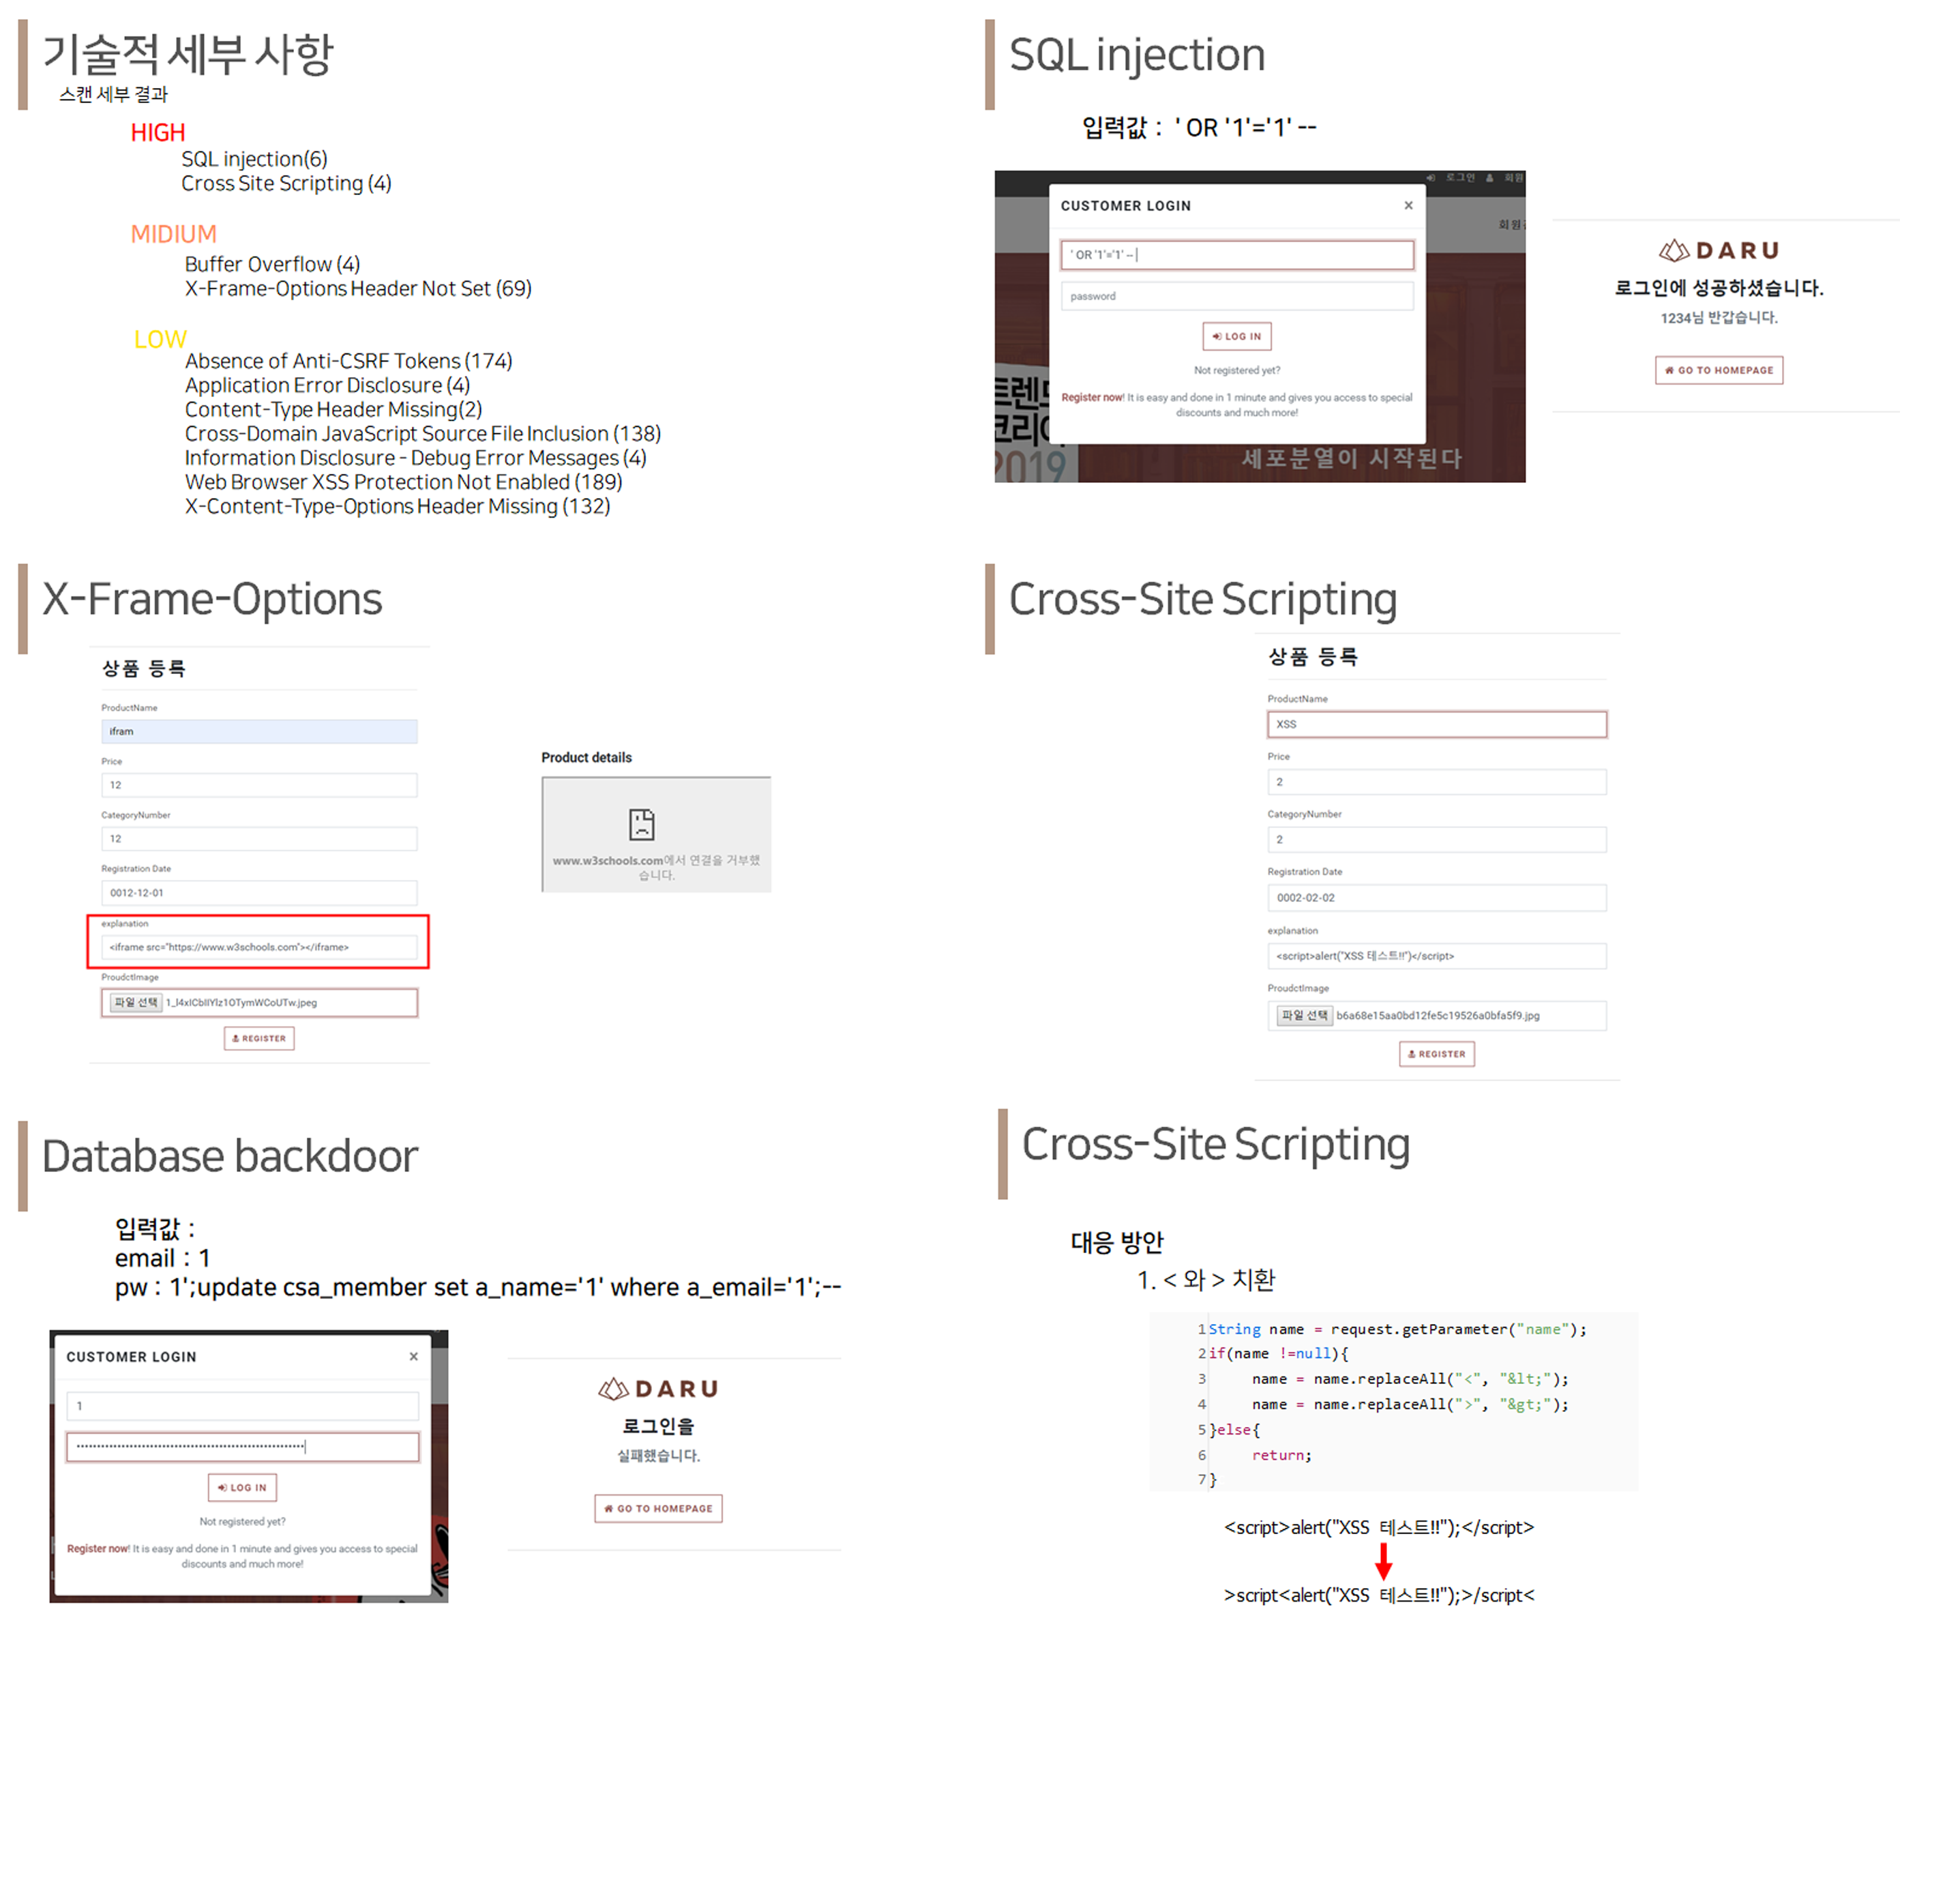 기술적 세부 사항
스캔 세부 결과
HIGH
SQL injection(6)
Cross Site Scripting (4)
MIDIUM
Buffer Overflow (4)
X-Frame-Options Header Not Set (69)
LOW
Absence of Anti-CSRF Tokens (174)
Application Error Disclosure (4)
Content-Type Header Missing(2)
Cross-Domain JavaScript Source File Inclusion (138)
Information Disclosure - Debug Error Messages (4)
Web Browser XSS Protection Not Enabled (189)
X-Content-Type-Options Header Missing (132)
SQL injection
입력값 : ' OR '1'='1' --
로그인 회원
회원
CUSTOMER LOGIN ×
' OR '1'='1' --
password
LOG IN
Not registered yet?
Register now! It is easy and done in 1 minute and gives you access to special
discounts and much more!
트렌드
코리아
2019
세포분열이 시작된다
DARU
로그인에 성공하셨습니다.
1234님 반갑습니다.
GO TO HOMEPAGE
X-Frame-Options
상품 등록
ProductName
ifram
Price
12
CategoryNumber
12
Registration Date
0012-12-01
explanation
<iframe src="https://www.w3schools.com"></iframe>
ProudctImage
파일 선택
REGISTER
Product details
www.w3schools.com에서 연결을 거부했
습니다.
Cross-Site Scripting
상품 등록
ProductName
XSS
Price
2
CategoryNumber
2
Registration Date
0002-02-02
explanation
<script>alert("XSS 테스트!!")</script>
ProudctImage
파일 선택 b6a68e15aa0bd12fe5c19526a0bfa5f9.jpg
REGISTER
Database backdoor
입력값 :
email : 1
pw : 1';update csa_member set a_name='1' where a_email='1';--
CUSTOMER LOGIN ×
1
LOG IN
Not registered yet?
Register now! It is easy and done in 1 minute and gives you access to special
discounts and much more!
DARU
로그인을
실패했습니다.
GO TO HOMEPAGE
Cross-Site Scripting
대응 방안
1. < 와 > 치환
1 String name = request.getParameter("name");
2 if(name !=null){
3 name = name.replaceAll("<", "&lt;");
4 name = name.replaceAll(">", "&gt;");
5 }else{
6 return;
7 }
<script>alert("XSS 테스트!!");</script>
>script<alert("XSS 테스트!!");>/script<